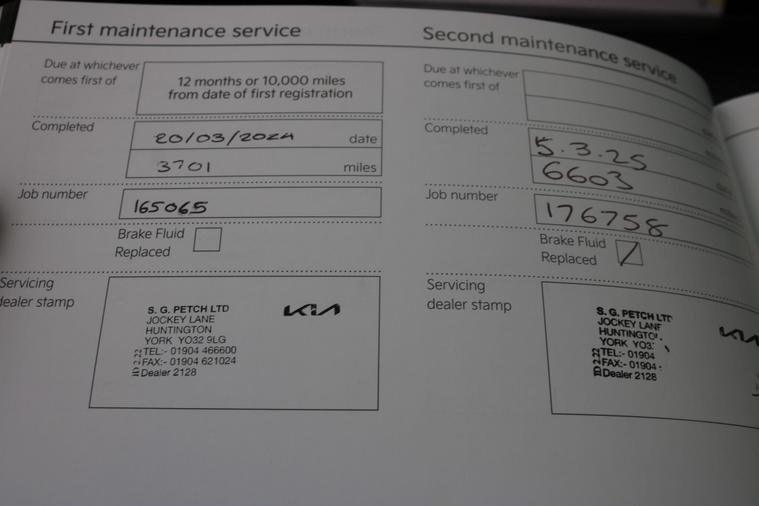 First maintenance service
Due at whichever
comes first of
12 months or 10,000 miles
from date of first registration
Completed
20/03/2024 date
3701 miles
Job number
165065
Brake Fluid
Replaced
Servicing
dealer stamp
S. G. PETCH LTD
JOCKEY LANE
HUNTINGTON
YORK YO32 9LG
TEL:- 01904 466600
FAX:- 01904 621024
Dealer 2128
KIA
Second maintenance service
Due at whichever
comes first of
Completed
5.3.25
6603
Job number
176758
Brake Fluid
Replaced
Servicing
dealer stamp
S. G. PETCH LTD
JOCKEY LANE
HUNTINGTO
YORK YO3
TEL:- 01904
FAX:- 01904
Dealer 2128
KIA